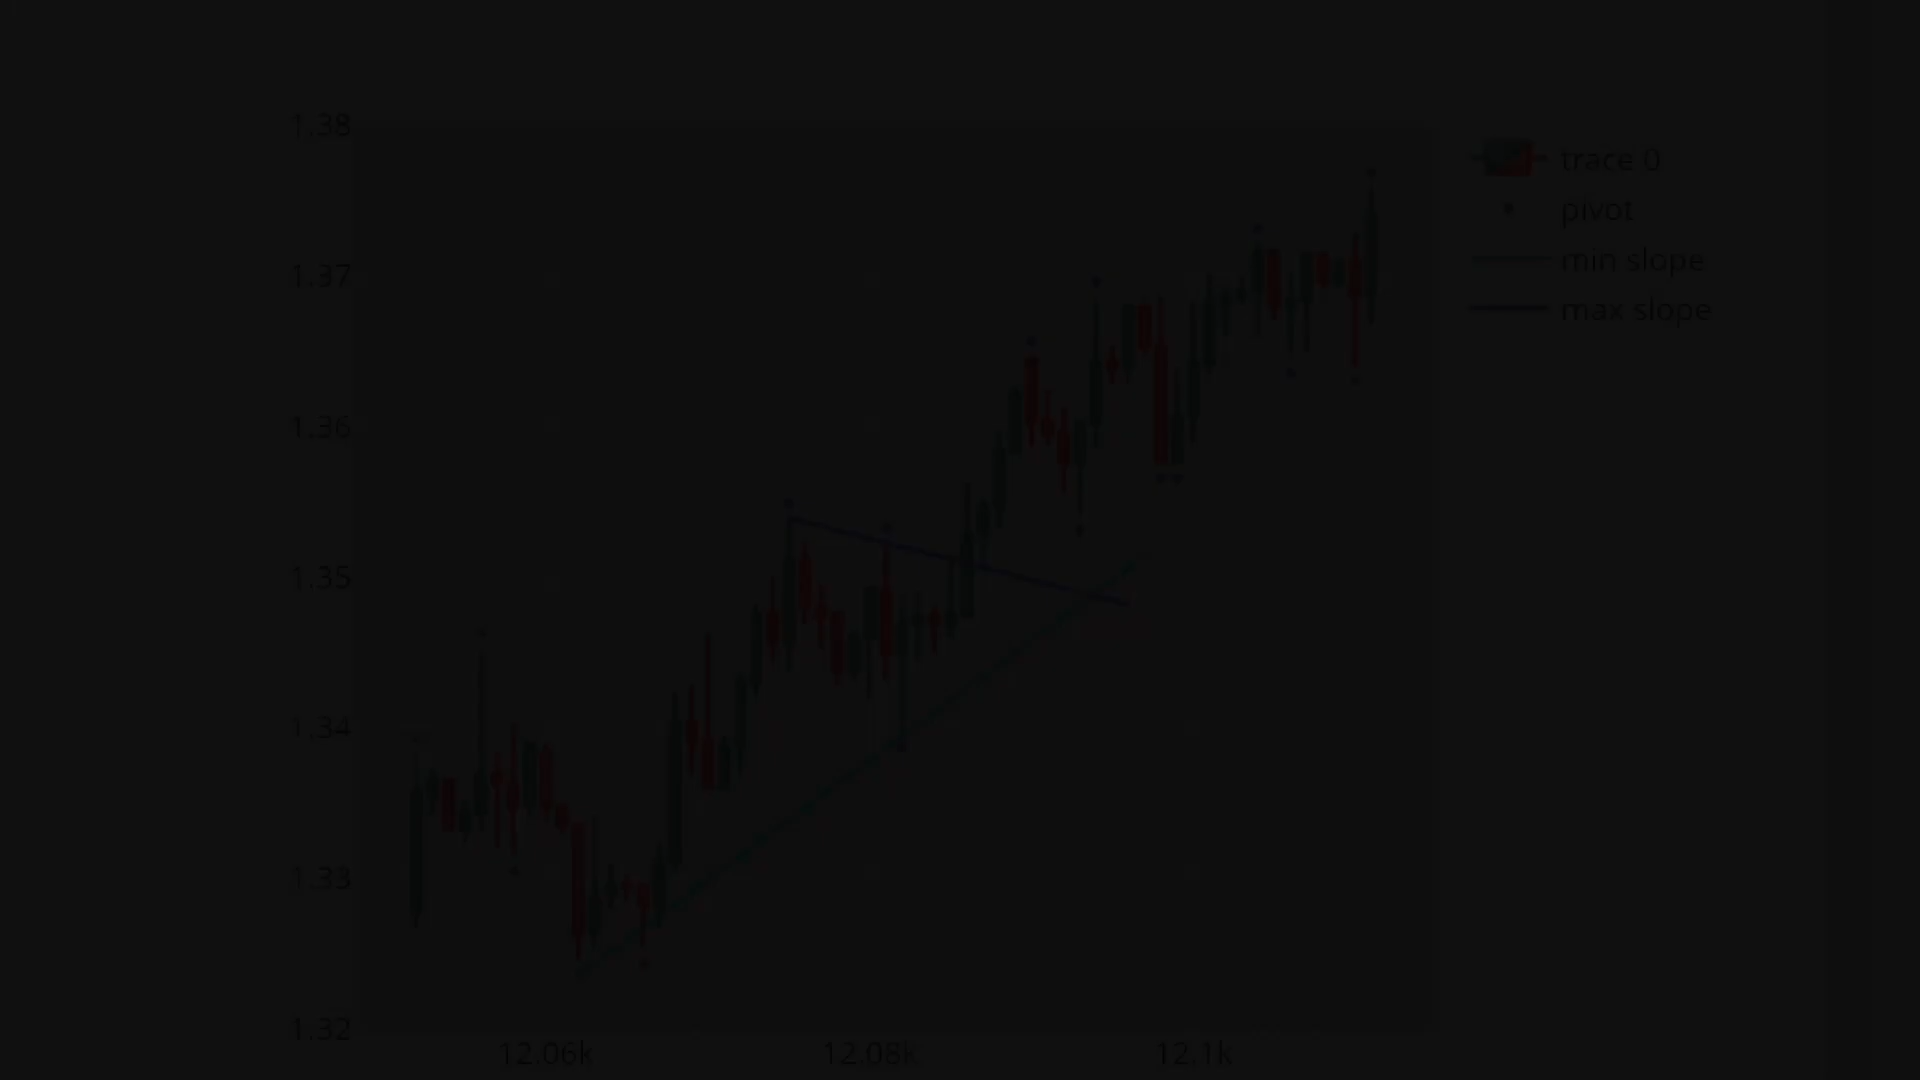 1.38
1.37
1.36
1.35
1.34
1.33
1.32
12.06k
12.08k
12.1k
trace 0
pivot
min slope
max slope